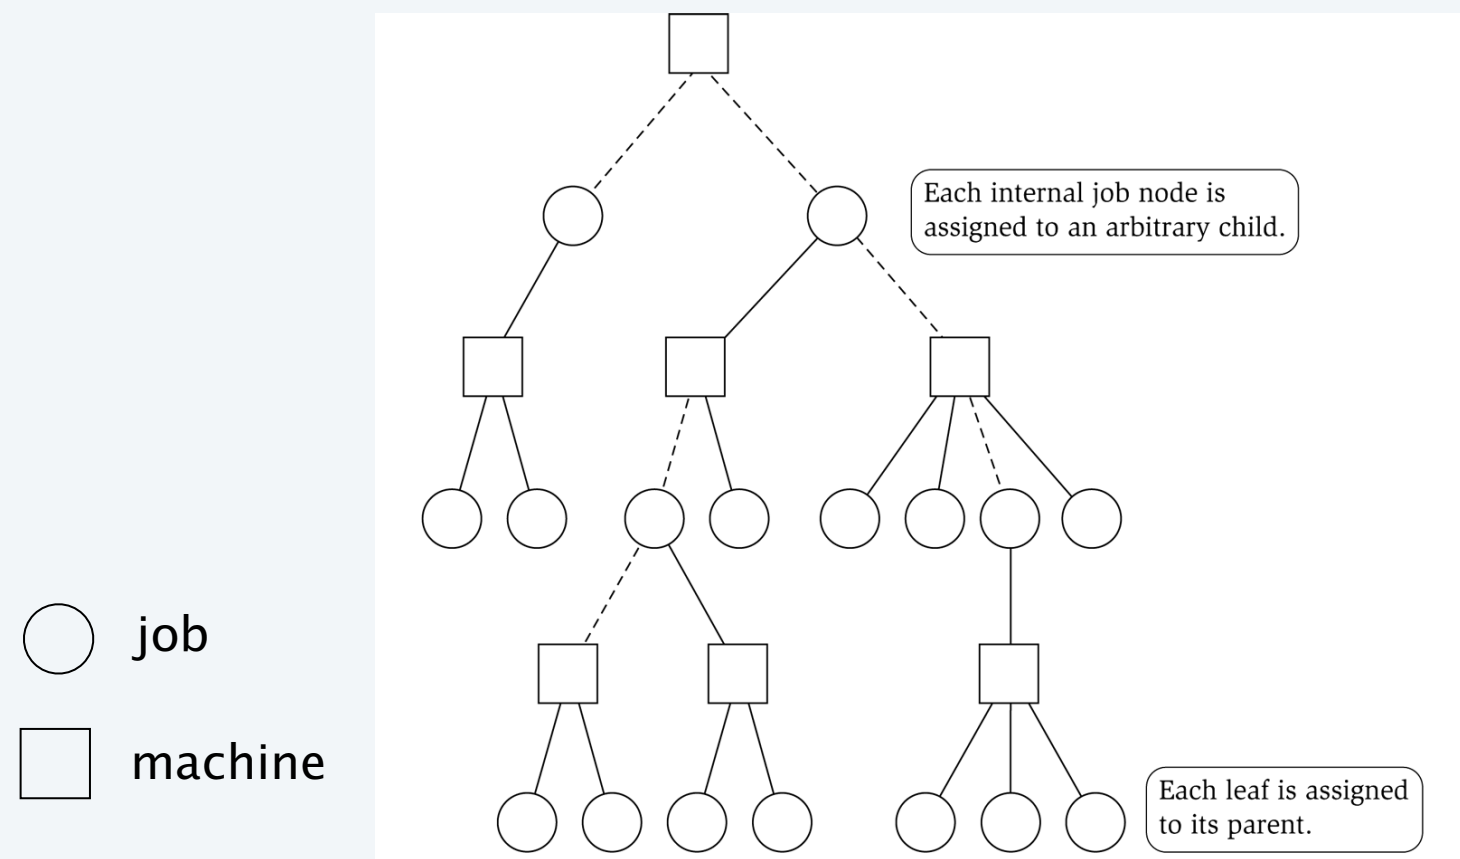 Each internal job node is
assigned to an arbitrary child.
job
machine
Each leaf is assigned
to its parent.